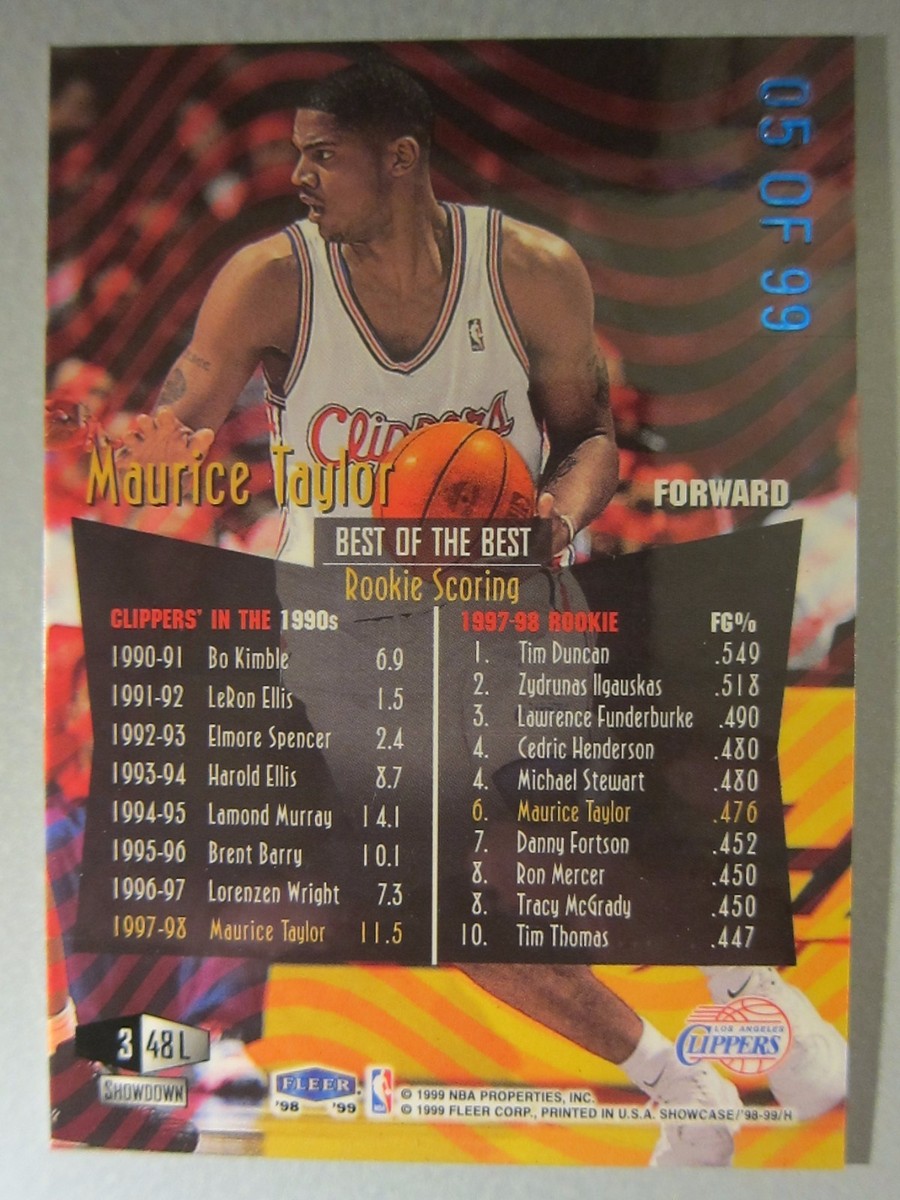 05 OF 99
Clippers
Maurice Taylor
FORWARD
BEST OF THE BEST
Rookie Scoring
CLIPPERS' IN THE 1990s
1990-91 Bo Kimble 6.9
1991-92 LeRon Ellis 1.5
1992-93 Elmore Spencer 2.4
1993-94 Harold Ellis 8.7
1994-95 Lamond Murray 14.1
1995-96 Brent Barry 10.1
1996-97 Lorenzen Wright 7.3
1997-98 Maurice Taylor 11.5
1997-98 ROOKIE FG%
1. Tim Duncan .549
2. Zydrunas Ilgauskas .518
3. Lawrence Funderburke .490
4. Cedric Henderson .480
4. Michael Stewart .480
6. Maurice Taylor .476
7. Danny Fortson .452
8. Ron Mercer .450
8. Tracy McGrady .450
10. Tim Thomas .447
3 48L
SHOWDOWN
FLEER
'98 '99
NBA
© 1999 NBA PROPERTIES, INC.
© 1999 FLEER CORP., PRINTED IN U.S.A. SHOWCASE/'98-99/H
LOS ANGELES
CLIPPERS